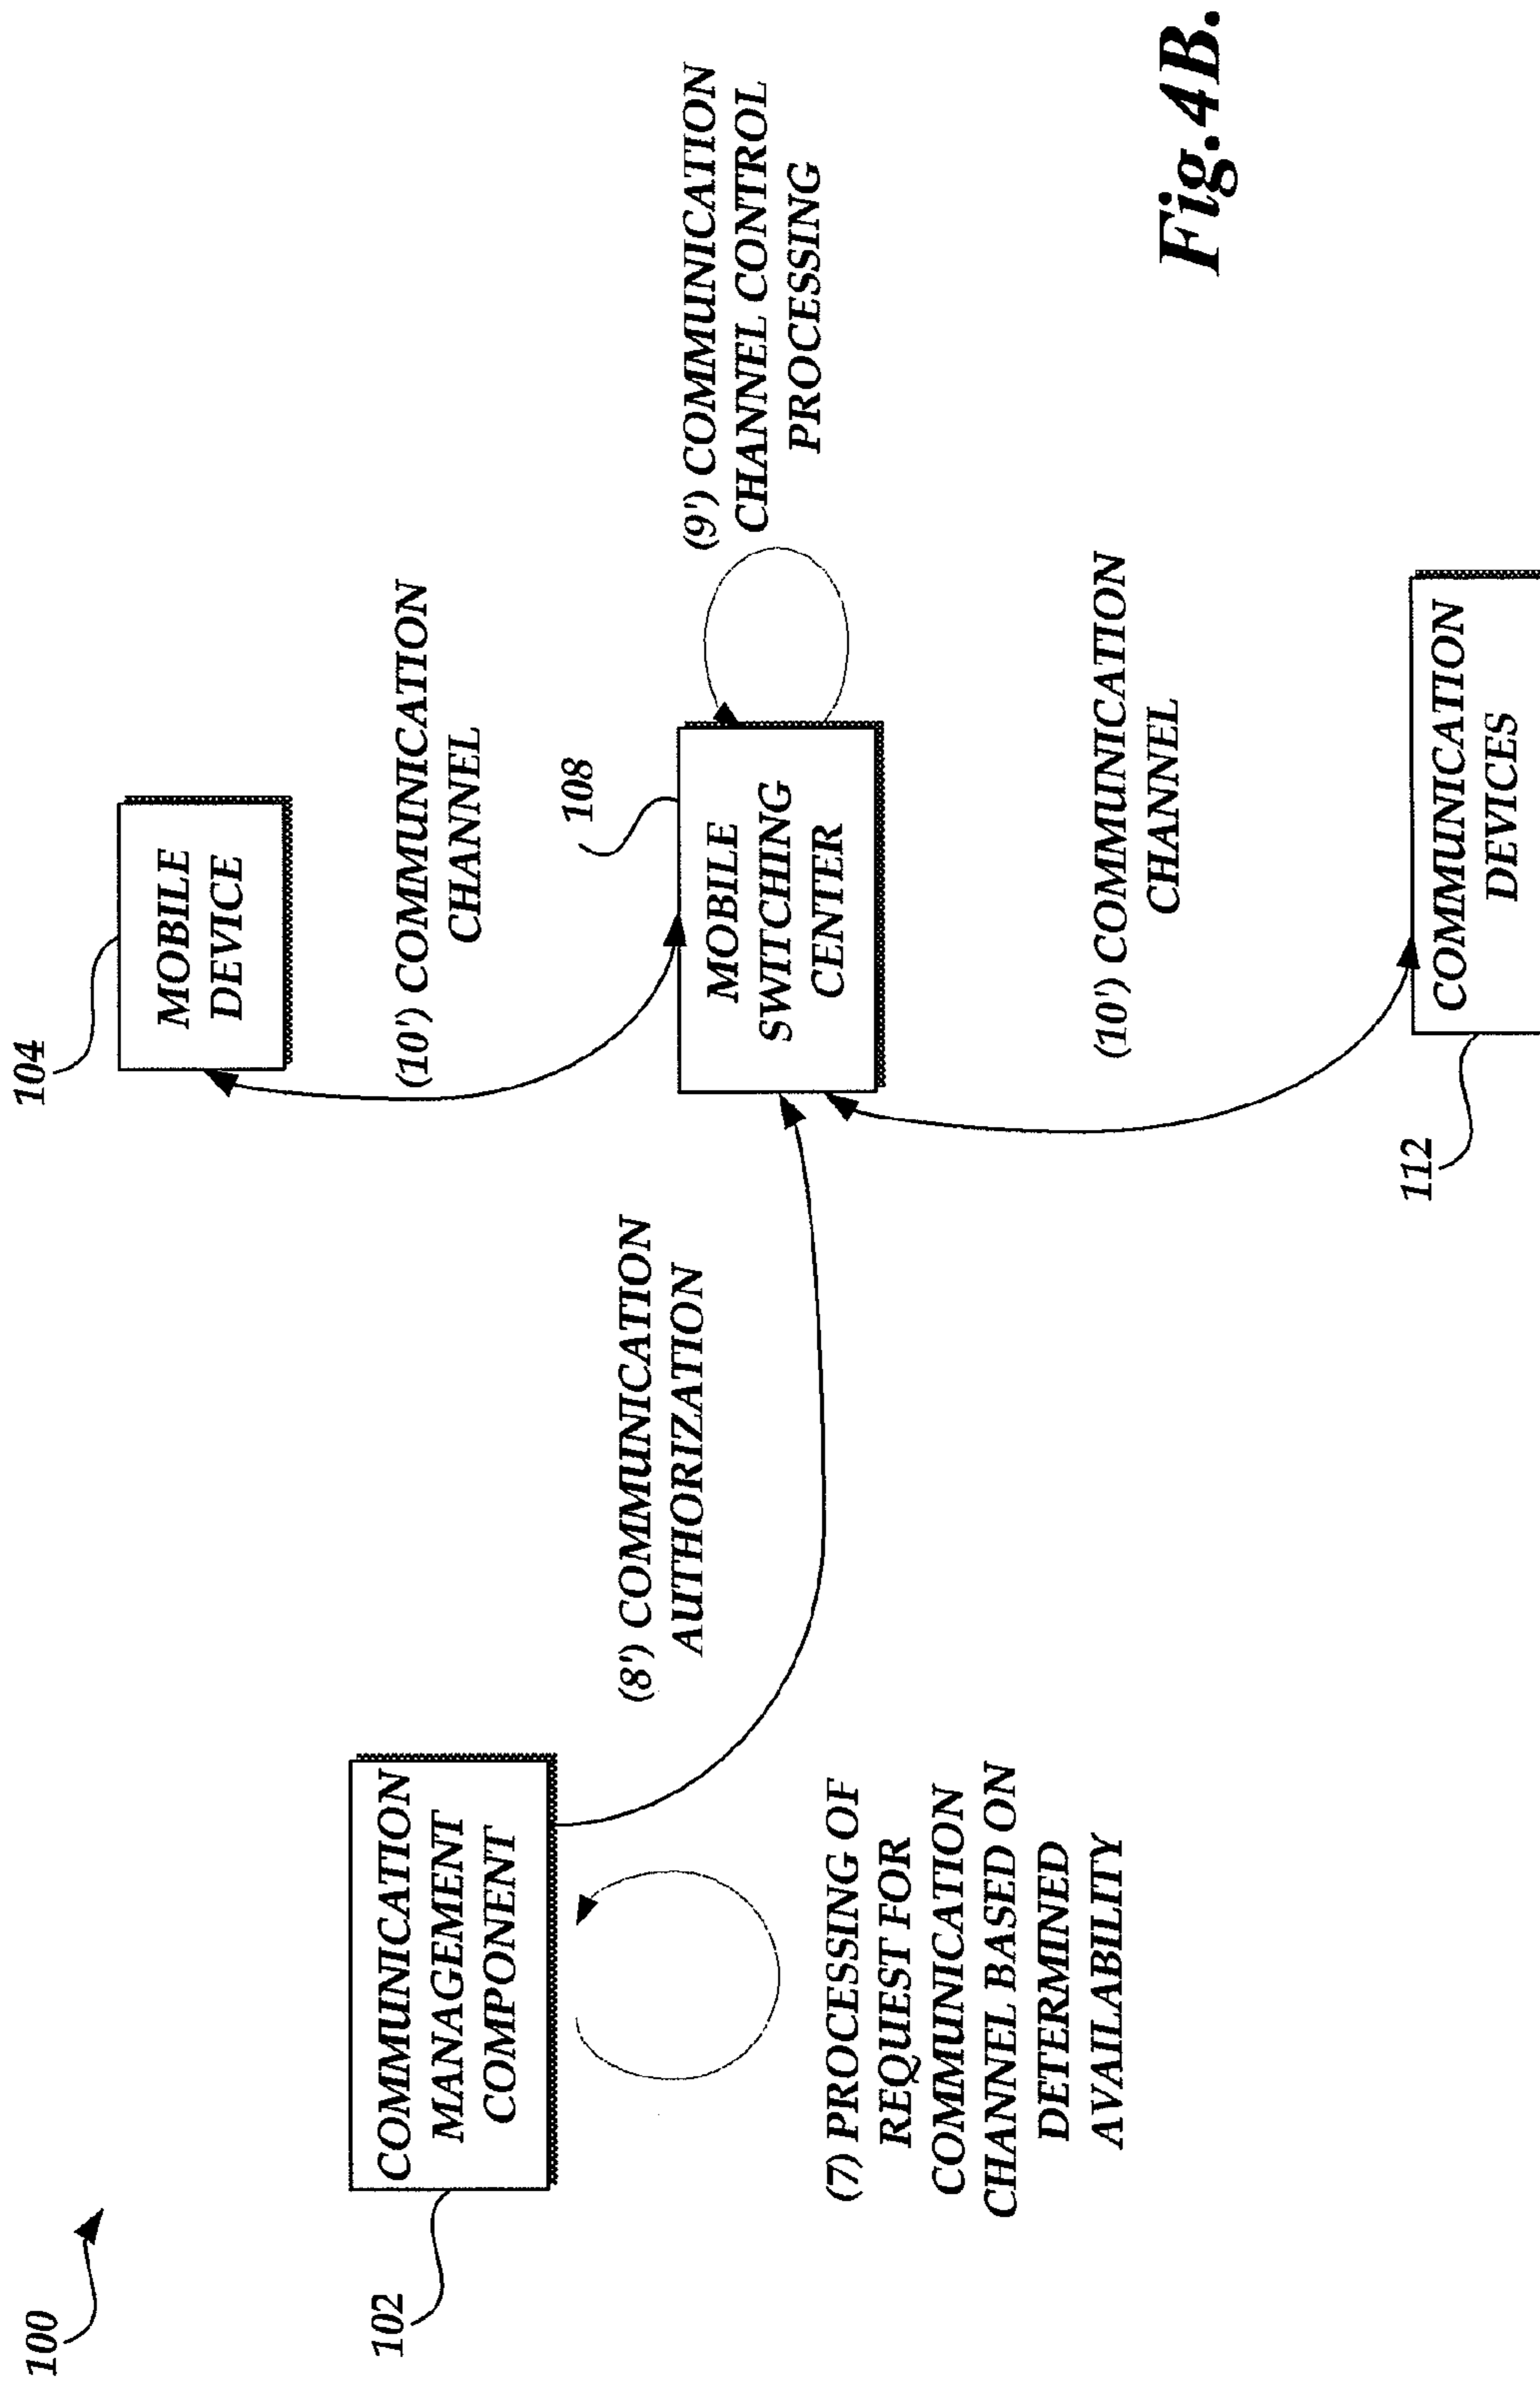 100
104
MOBILE
DEVICE
102
COMMUNICATION
MANAGEMENT
COMPONENT
(10') COMMUNICATION
CHANNEL
108
(8') COMMUNICATION
AUTHORIZATION
MOBILE
SWITCHING
CENTER
(9') COMMUNICATION
CHANNEL CONTROL
PROCESSING
(7) PROCESSING OF
REQUEST FOR
COMMUNICATION
CHANNEL BASED ON
DETERMINED
AVAILABILITY
(10') COMMUNICATION
CHANNEL
112
COMMUNICATION
DEVICES
Fig.4B.